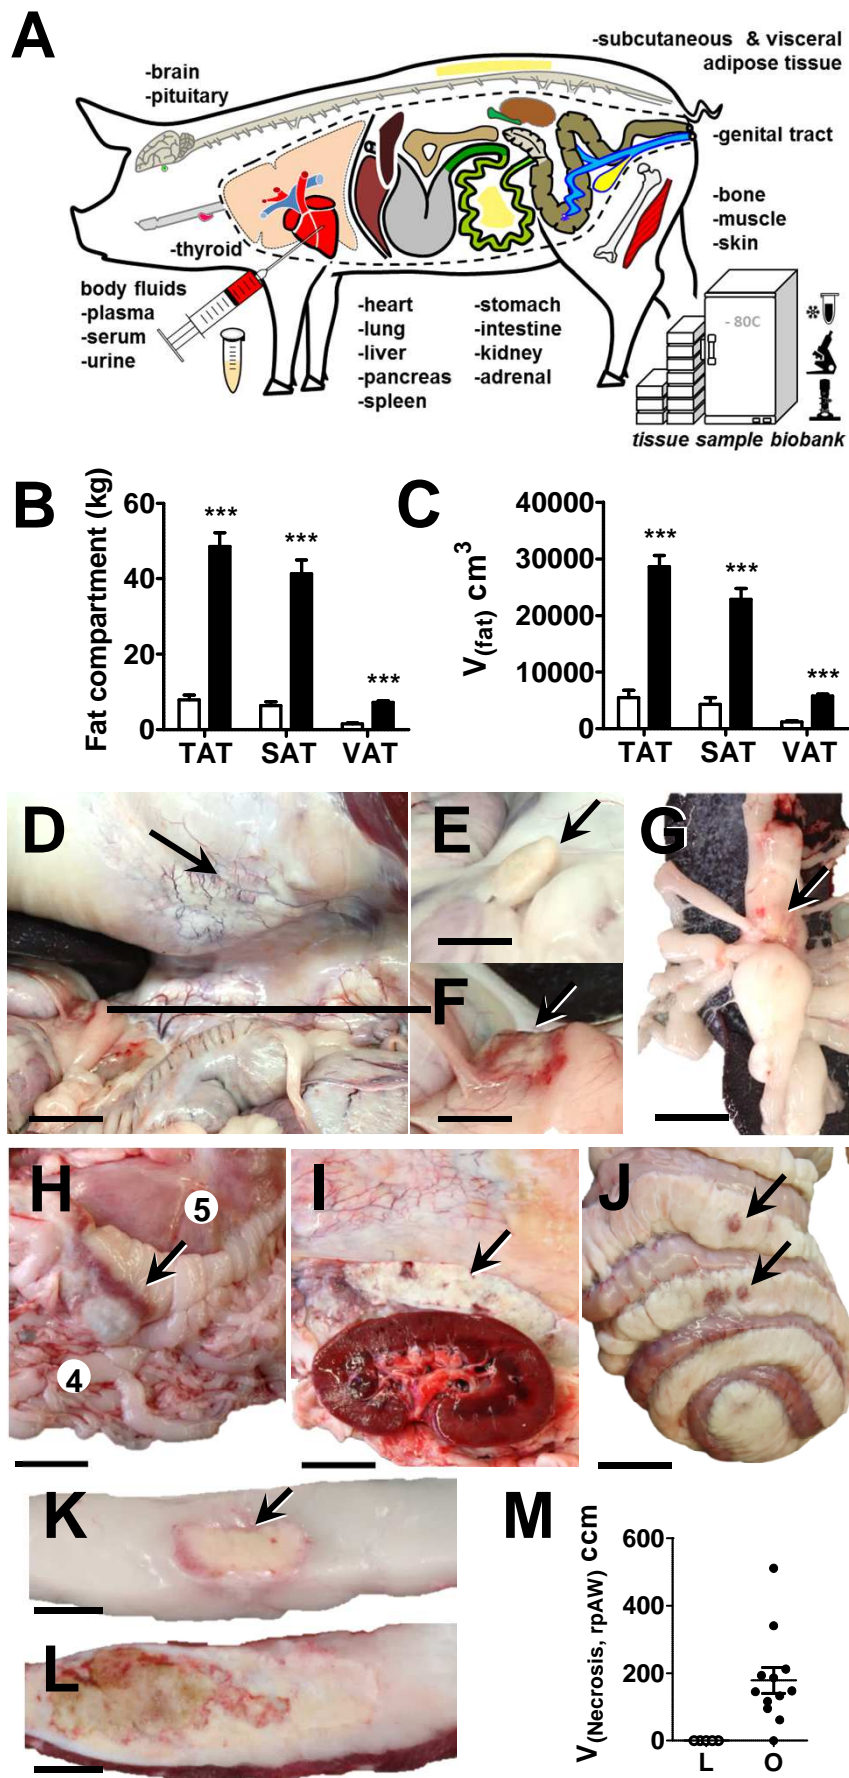 A
-brain
-pituitary
-subcutaneous & visceral
adipose tissue
-genital tract
-bone
-muscle
-skin
-thyroid
body fluids
-plasma
-serum
-urine
-heart
-lung
-liver
-pancreas
-spleen
-stomach
-intestine
-kidney
-adrenal
- 80C
*
tissue sample biobank
B
Fat compartment (kg)
60
40
20
0
***
***
***
TAT SAT VAT
C
V(fat) cm3
40000
30000
20000
10000
0
***
***
***
TAT SAT VAT
D
E
F
G
H
5
4
I
J
K
L
M
V(Necrosis, rpAW) ccm
600
400
200
0
L O